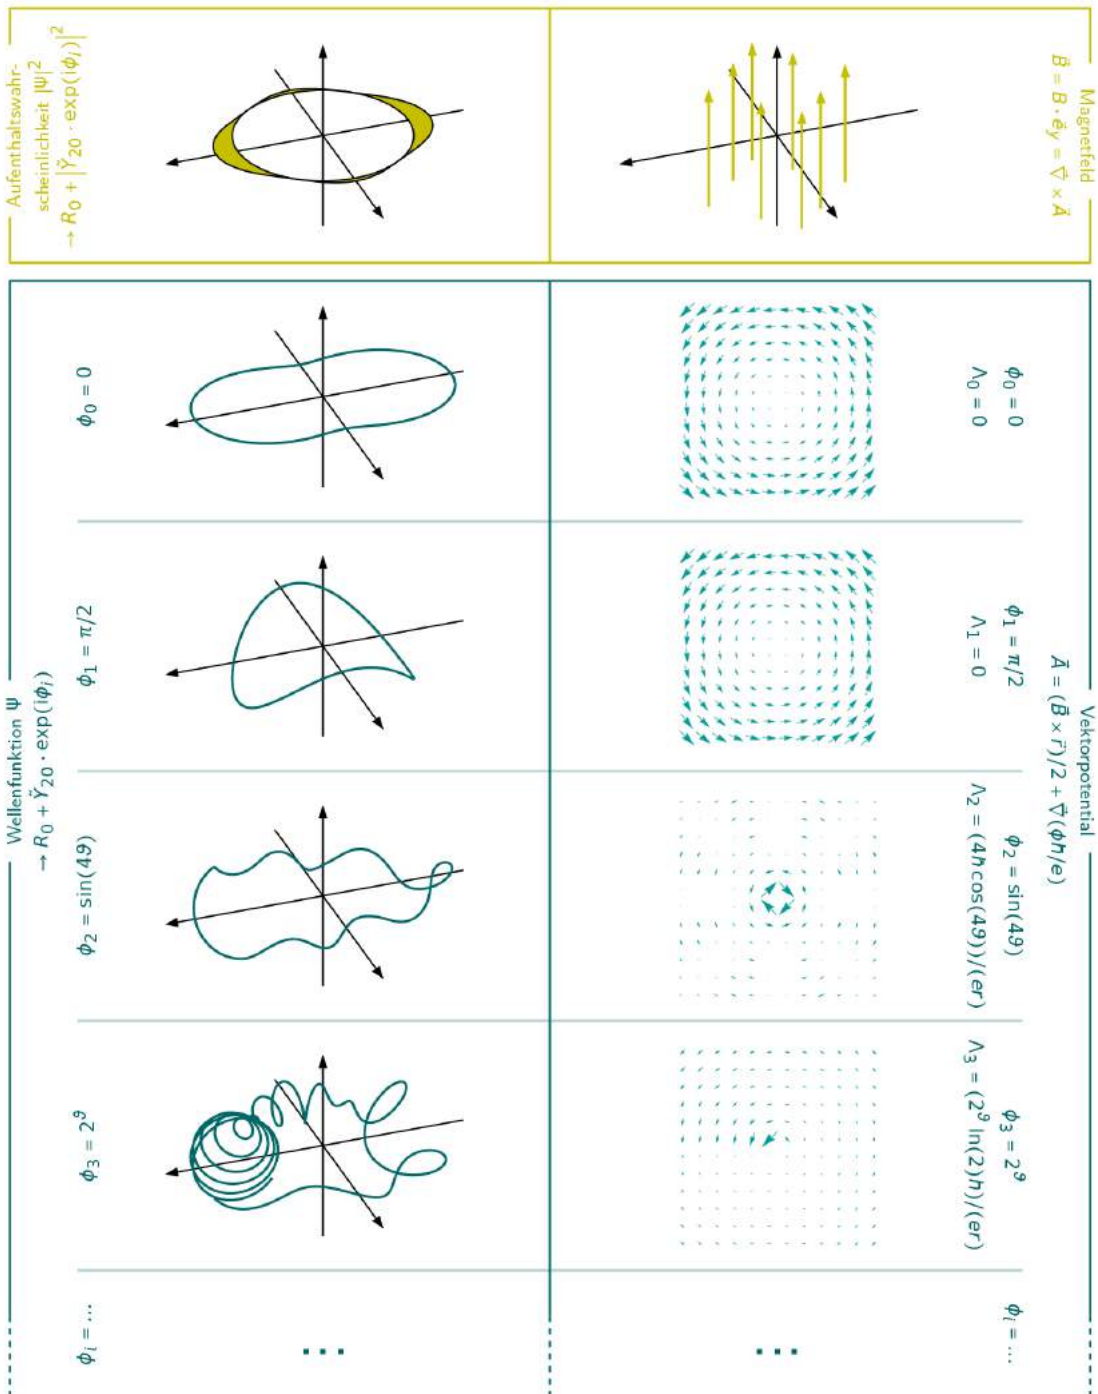 Magnetfeld
B⃗ = B · e⃗_y = ∇⃗ × A⃗
Vektorpotential
A⃗ = (B⃗ × r⃗)/2 + ∇⃗(ϕħ/e)
ϕ₀ = 0
Λ₀ = 0
ϕ₁ = π/2
Λ₁ = 0
ϕ₂ = sin(4ϑ)
Λ₂ = (4ħcos(4ϑ))/(er)
ϕ₃ = 2^ϑ
Λ₃ = (2^ϑ ln(2)ħ)/(er)
ϕᵢ = ...
...
Aufenthaltswahr-
scheinlichkeit |Ψ|²
→ R₀ + |Ỹ₂₀ · exp(iϕᵢ)|²
Wellenfunktion Ψ
→ R₀ + Ỹ₂₀ · exp(iϕᵢ)
ϕ₀ = 0
ϕ₁ = π/2
ϕ₂ = sin(4ϑ)
ϕ₃ = 2^ϑ
ϕᵢ = ...
...